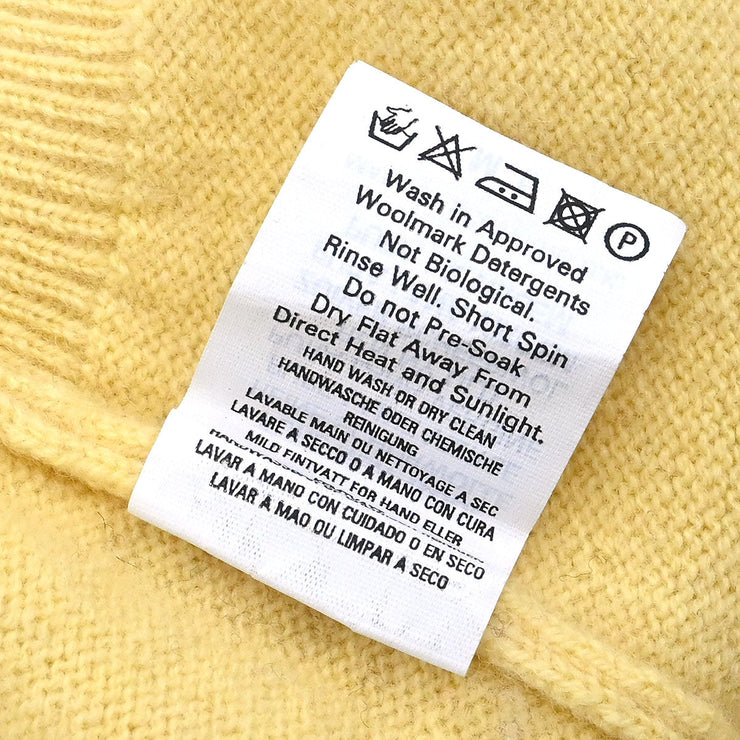 P
Wash in Approved
Woolmark Detergents
Not Biological.
Rinse Well. Short Spin
Do not Pre-Soak
Dry Flat Away From
Direct Heat and Sunlight.
HAND WASH OR DRY CLEAN
HANDWASCHE ODER CHEMISCHE
REINIGUNG
LAVABLE MAIN OU NETTOYAGE A SEC
LAVARE A SECCO O A MANO CON CURA
MILD FINTVATT FOR HAND ELLER
LAVAR A MANO CON CUIDADO O EN SECO
LAVAR A MAO OU LIMPAR A SECO